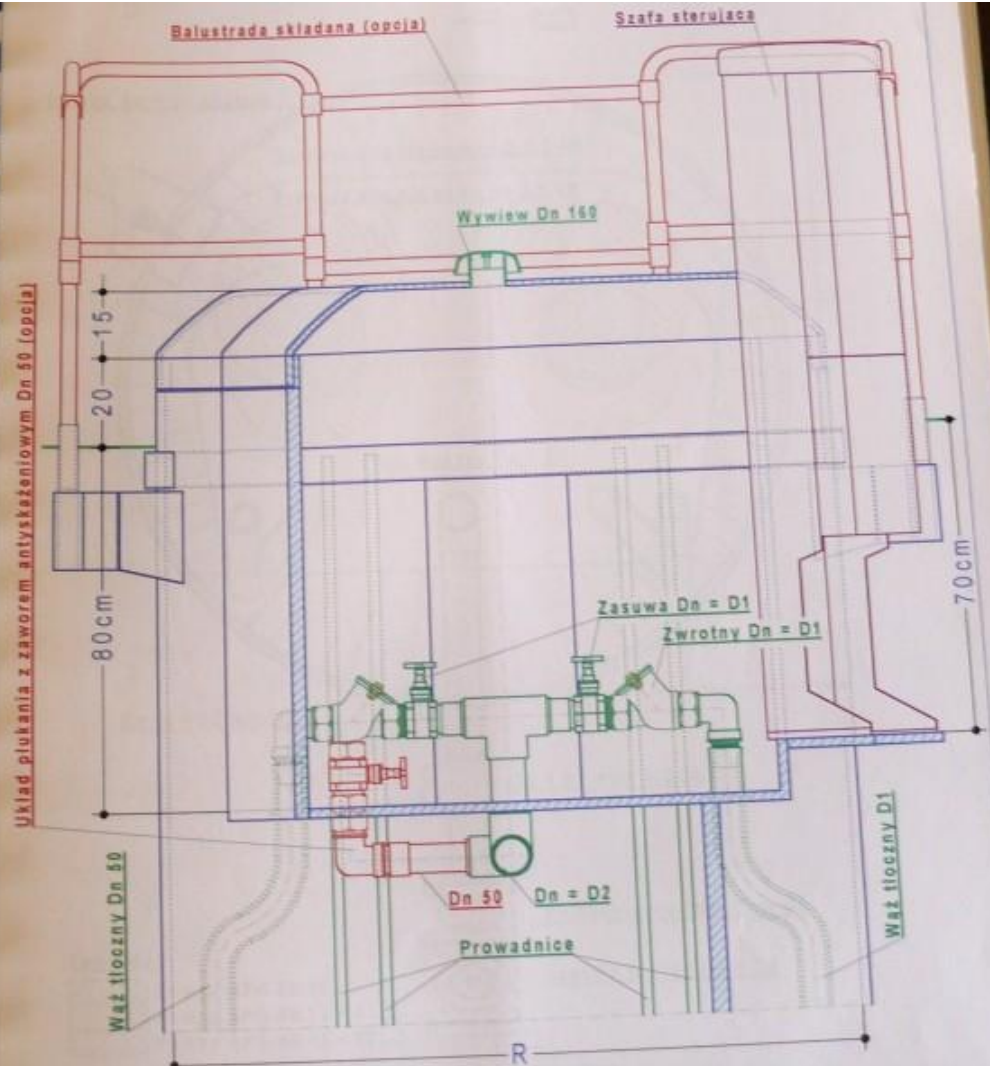 Balustrada składana (opcja)
Szafa sterujaca
Wywiew Dn 160
Układ płukania z zaworem antyskażeniowym Dn 50 (opcja)
15
20
80cm
70cm
Zasuwa Dn = D1
Zwrotny Dn = D1
Wąż tłoczny Dn 50
Wąż tłoczny D1
Dn 50
Dn = D2
Prowadnice
R